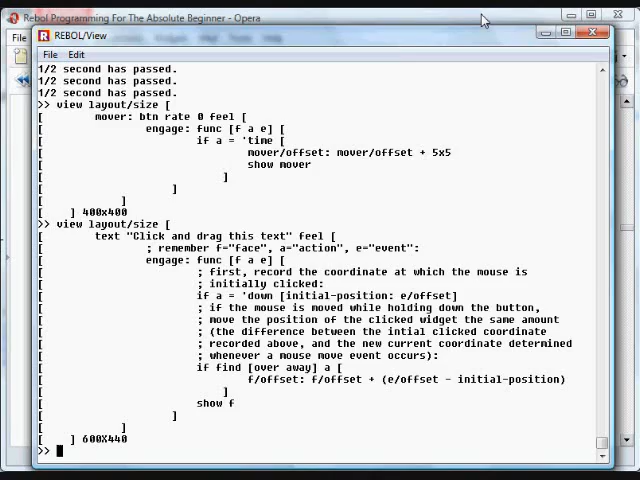 Rebol Programming For The Absolute Beginner - Opera
REBOL/View
File
File Edit
1/2 second has passed.
1/2 second has passed.
1/2 second has passed.
>> view layout/size [
[ mover: btn rate 0 feel [
[ engage: func [f a e] [
[ if a = 'time [
[ mover/offset: mover/offset + 5x5
[ show mover
[ ]
[ ]
[ ]
[ ] 400x400
>> view layout/size [
[ text "Click and drag this text" feel [
[ ; remember f="face", a="action", e="event":
[ engage: func [f a e] [
[ ; first, record the coordinate at which the mouse is
[ ; initially clicked:
[ if a = 'down [initial-position: e/offset]
[ ; if the mouse is moved while holding down the button,
[ ; move the position of the clicked widget the same amount
[ ; (the difference between the intial clicked coordinate
[ ; recorded above, and the new current coordinate determined
[ ; whenever a mouse move event occurs):
[ if find [over away] a [
[ f/offset: f/offset + (e/offset - initial-position)
[ ]
[ show f
[ ]
[ ]
[ ] 600X440
>>